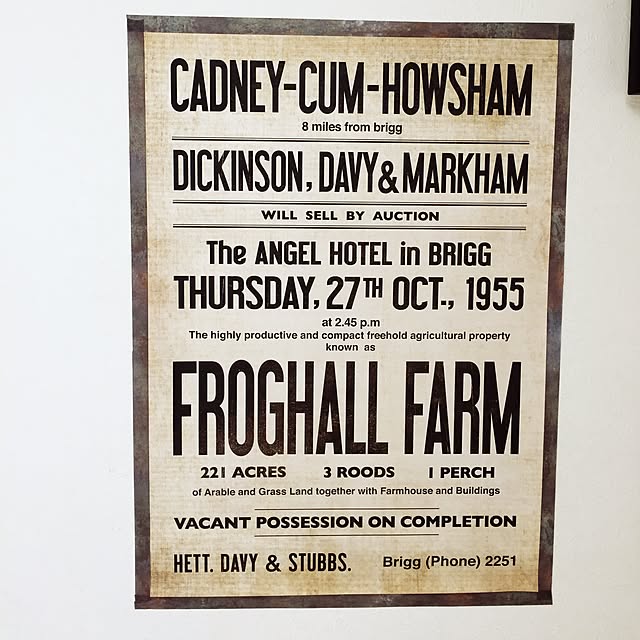 CADNEY-CUM-HOWSHAM
8 miles from brigg
DICKINSON, DAVY & MARKHAM
WILL SELL BY AUCTION
The ANGEL HOTEL in BRIGG
THURSDAY, 27TH OCT., 1955
at 2.45 p.m
The highly productive and compact freehold agricultural property
known as
FROGHALL FARM
221 ACRES 3 ROODS 1 PERCH
of Arable and Grass Land together with Farmhouse and Buildings
VACANT POSSESSION ON COMPLETION
HETT. DAVY & STUBBS. Brigg (Phone) 2251